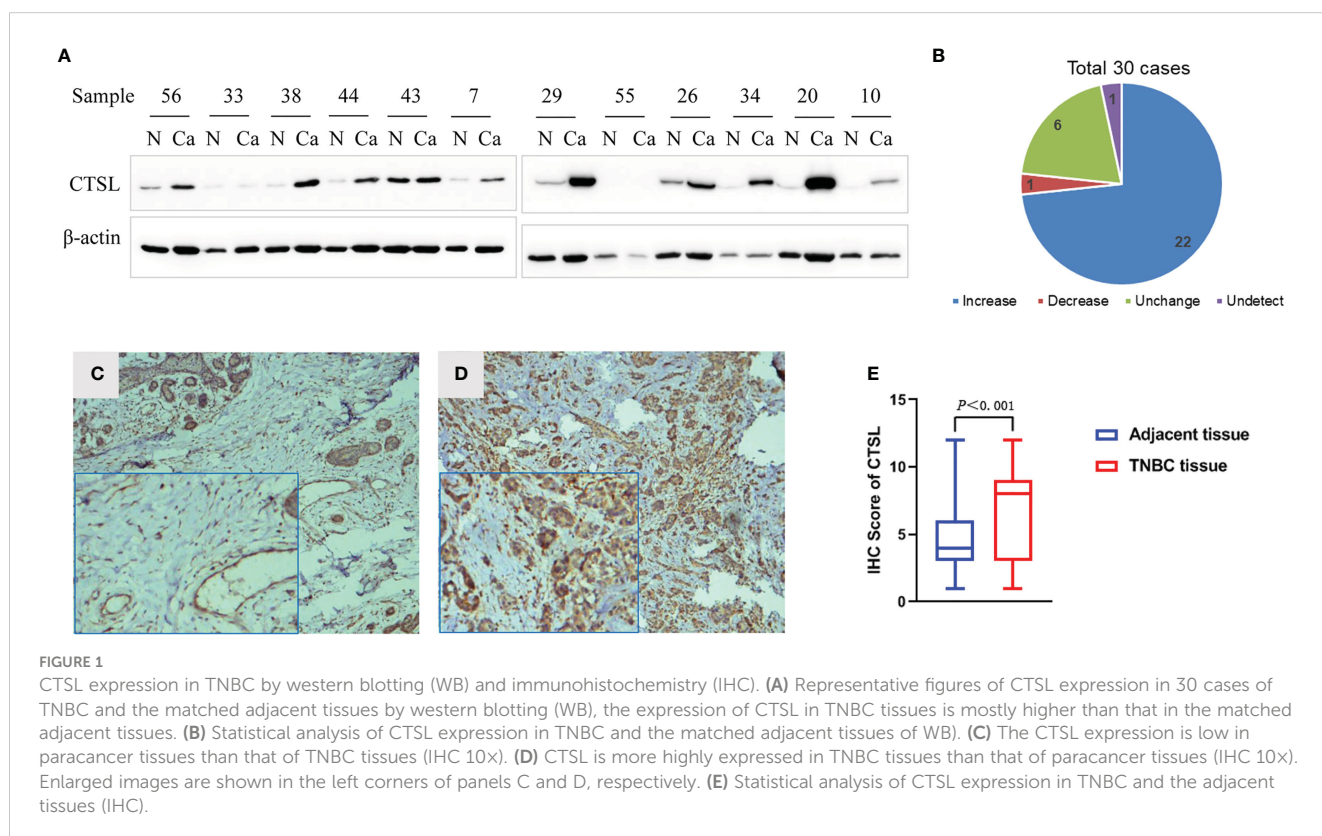 A
Sample 56 33 38 44 43 7 29 55 26 34 20 10
N Ca N Ca N Ca N Ca N Ca N Ca N Ca N Ca N Ca N Ca N Ca N Ca
CTSL
β-actin
B
Total 30 cases
1
6
1
22
Increase Decrease Unchange Undetect
C
D
E
P<0.001
15
10
5
0
IHC Score of CTSL
Adjacent tissue
TNBC tissue
FIGURE 1
CTSL expression in TNBC by western blotting (WB) and immunohistochemistry (IHC). (A) Representative figures of CTSL expression in 30 cases of
TNBC and the matched adjacent tissues by western blotting (WB), the expression of CTSL in TNBC tissues is mostly higher than that in the matched
adjacent tissues. (B) Statistical analysis of CTSL expression in TNBC and the matched adjacent tissues of WB). (C) The CTSL expression is low in
paracancer tissues than that of TNBC tissues (IHC 10×). (D) CTSL is more highly expressed in TNBC tissues than that of paracancer tissues (IHC 10×).
Enlarged images are shown in the left corners of panels C and D, respectively. (E) Statistical analysis of CTSL expression in TNBC and the adjacent
tissues (IHC).